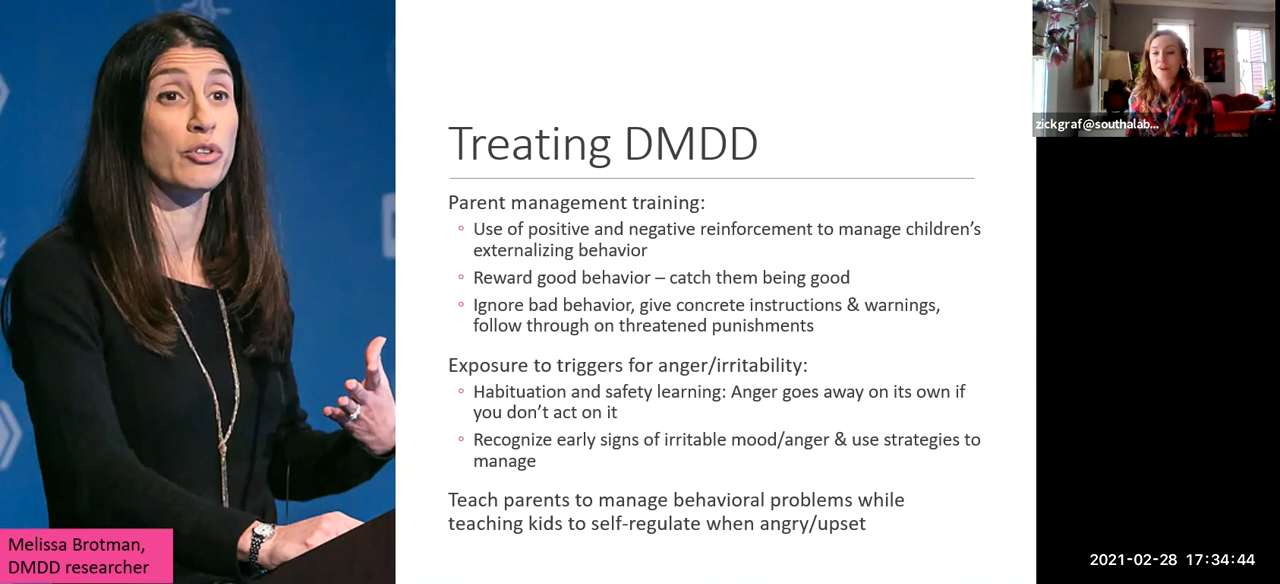 Treating DMDD
Parent management training:
◦ Use of positive and negative reinforcement to manage children’s
externalizing behavior
◦ Reward good behavior – catch them being good
◦ Ignore bad behavior, give concrete instructions & warnings,
follow through on threatened punishments
Exposure to triggers for anger/irritability:
◦ Habituation and safety learning: Anger goes away on its own if
you don’t act on it
◦ Recognize early signs of irritable mood/anger & use strategies to
manage
Teach parents to manage behavioral problems while
teaching kids to self-regulate when angry/upset
Melissa Brotman,
DMDD researcher
zickgraf@southalab...
2021-02-28 17:34:44